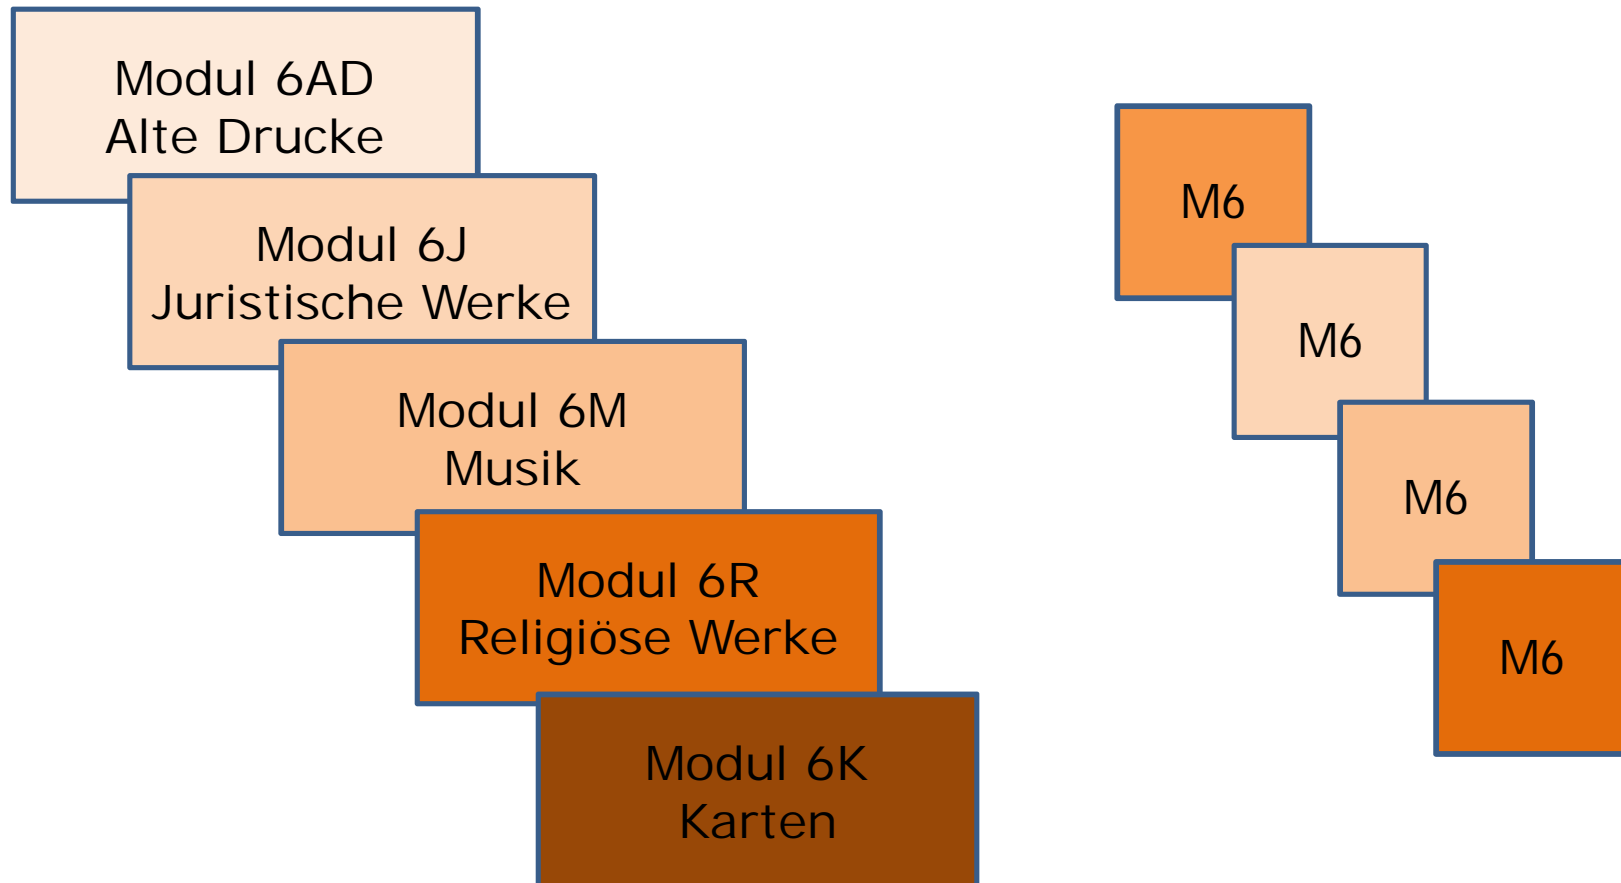 Modul 6AD
Alte Drucke
Modul 6J
Juristische Werke
Modul 6M
Musik
Modul 6R
Religiöse Werke
Modul 6K
Karten
M6
M6
M6
M6